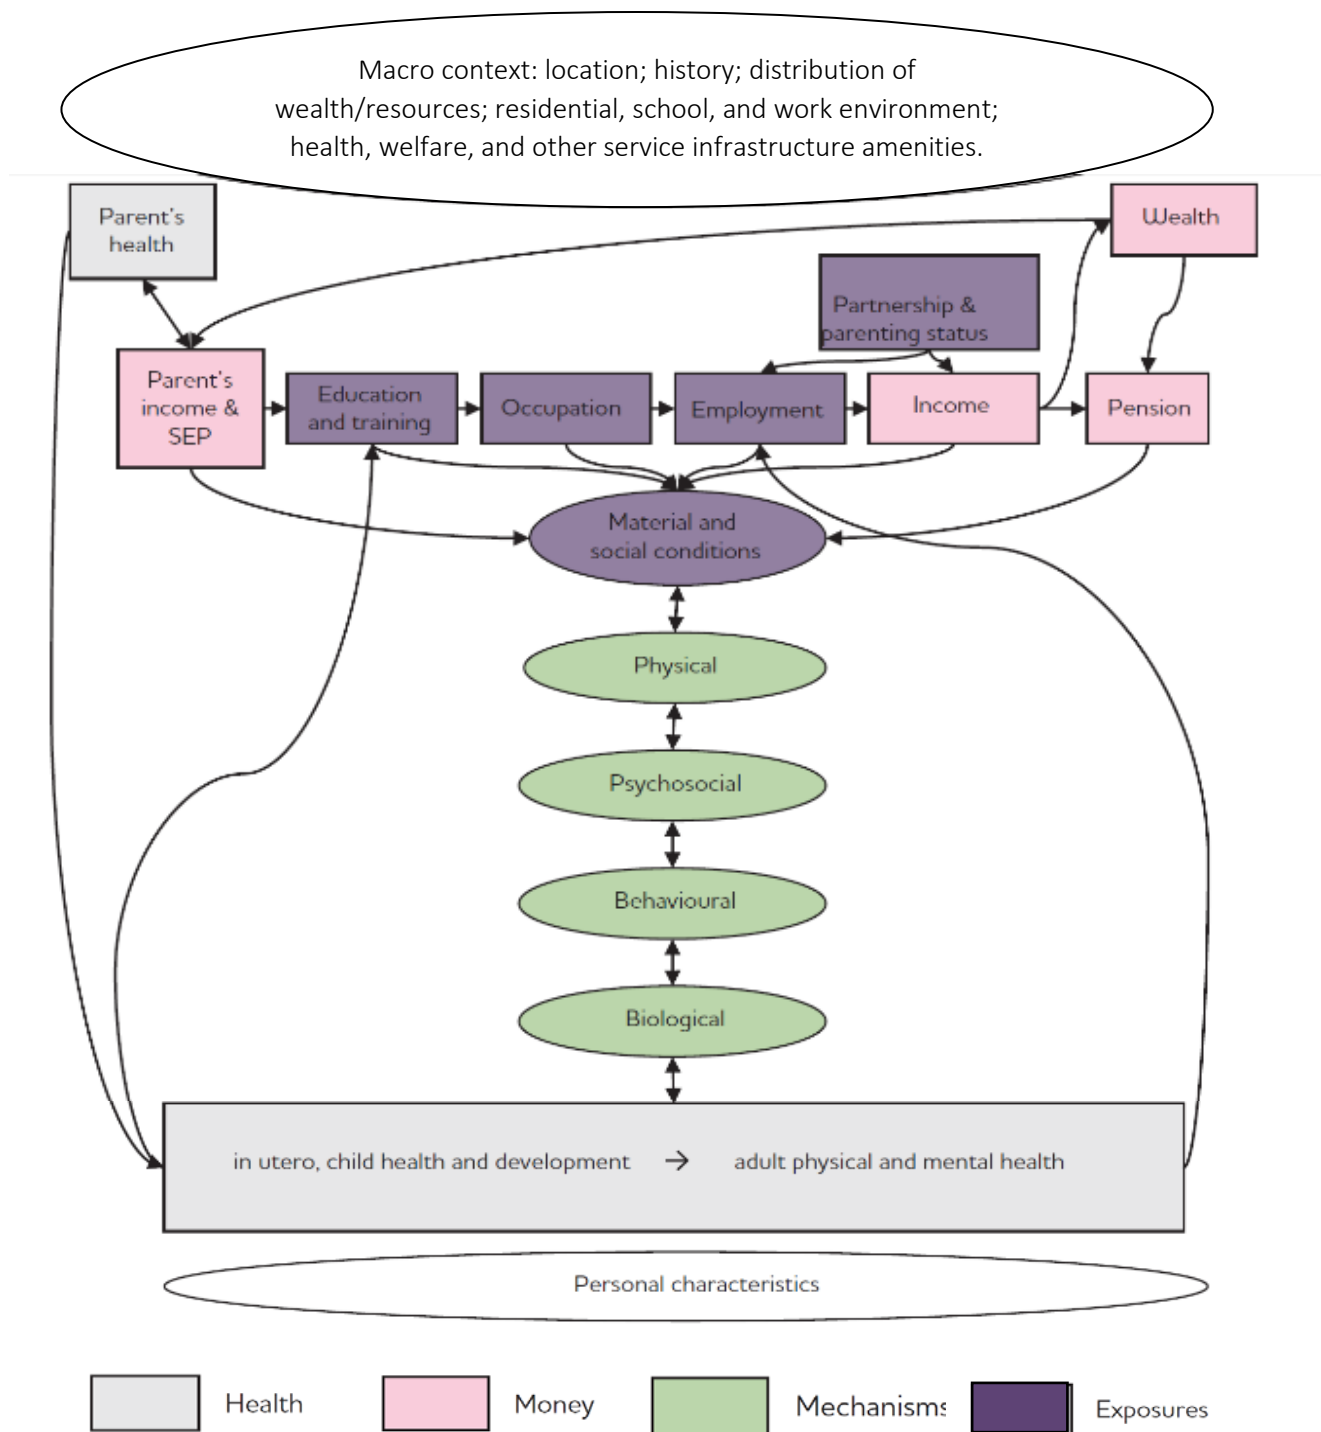 Macro context: location; history; distribution of
wealth/resources; residential, school, and work environment;
health, welfare, and other service infrastructure amenities.
Parent's
health
Wealth
Partnership &
parenting status
Parent's
income &
SEP
Education
and training
Occupation
Employment
Income
Pension
Material and
social conditions
Physical
Psychosocial
Behavioural
Biological
in utero, child health and development → adult physical and mental health
Personal characteristics
Health
Money
Mechanisms
Exposures